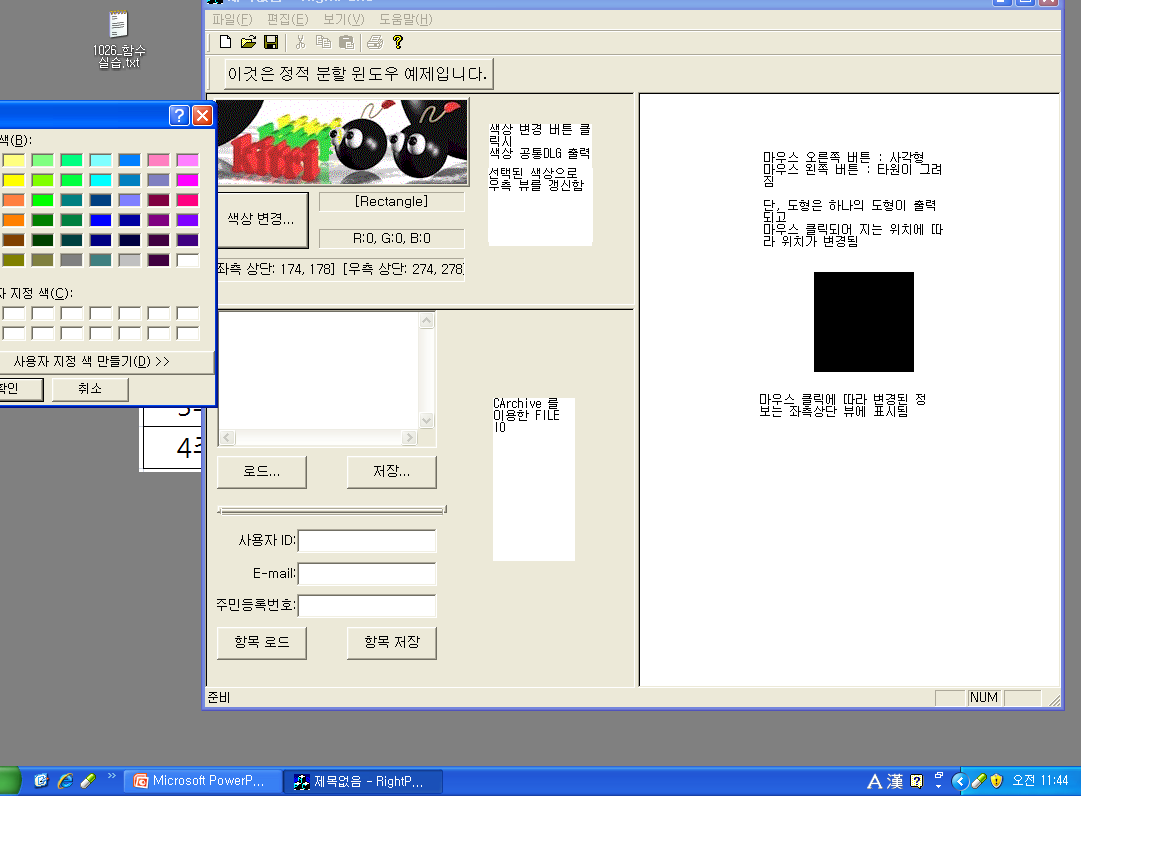 제목없음 - RightP
파일(F) 편집(E) 보기(V) 도움말(H)
1026_함수
실습.txt
이것은 정적 분할 윈도우 예제입니다.
색(B):
자 지정 색(C):
사용자 지정 색 만들기(D) >>
확인
취소
kitel
색상 변경...
[Rectangle]
R:0, G:0, B:0
좌측 상단: 174, 178] [우측 상단: 274, 278]
색상 변경 버튼 클
릭시
색상 공통DLG 출력
선택된 색상으로
우측 뷰를 갱신함
마우스 오른쪽 버튼 : 사각형
마우스 왼쪽 버튼 : 타원이 그려
짐
단, 도형은 하나의 도형이 출력
되고
마우스 클릭되어 지는 위치에 따
라 위치가 변경됨
마우스 클릭에 따라 변경된 정
보는 좌측상단 뷰에 표시됨
CArchive 를
이용한 FILE
IO
4주
로드...
저장...
사용자 ID:
E-mail:
주민등록번호:
항목 로드
항목 저장
준비
NUM
Microsoft PowerP...
제목없음 - RightP...
A 漢
오전 11:44